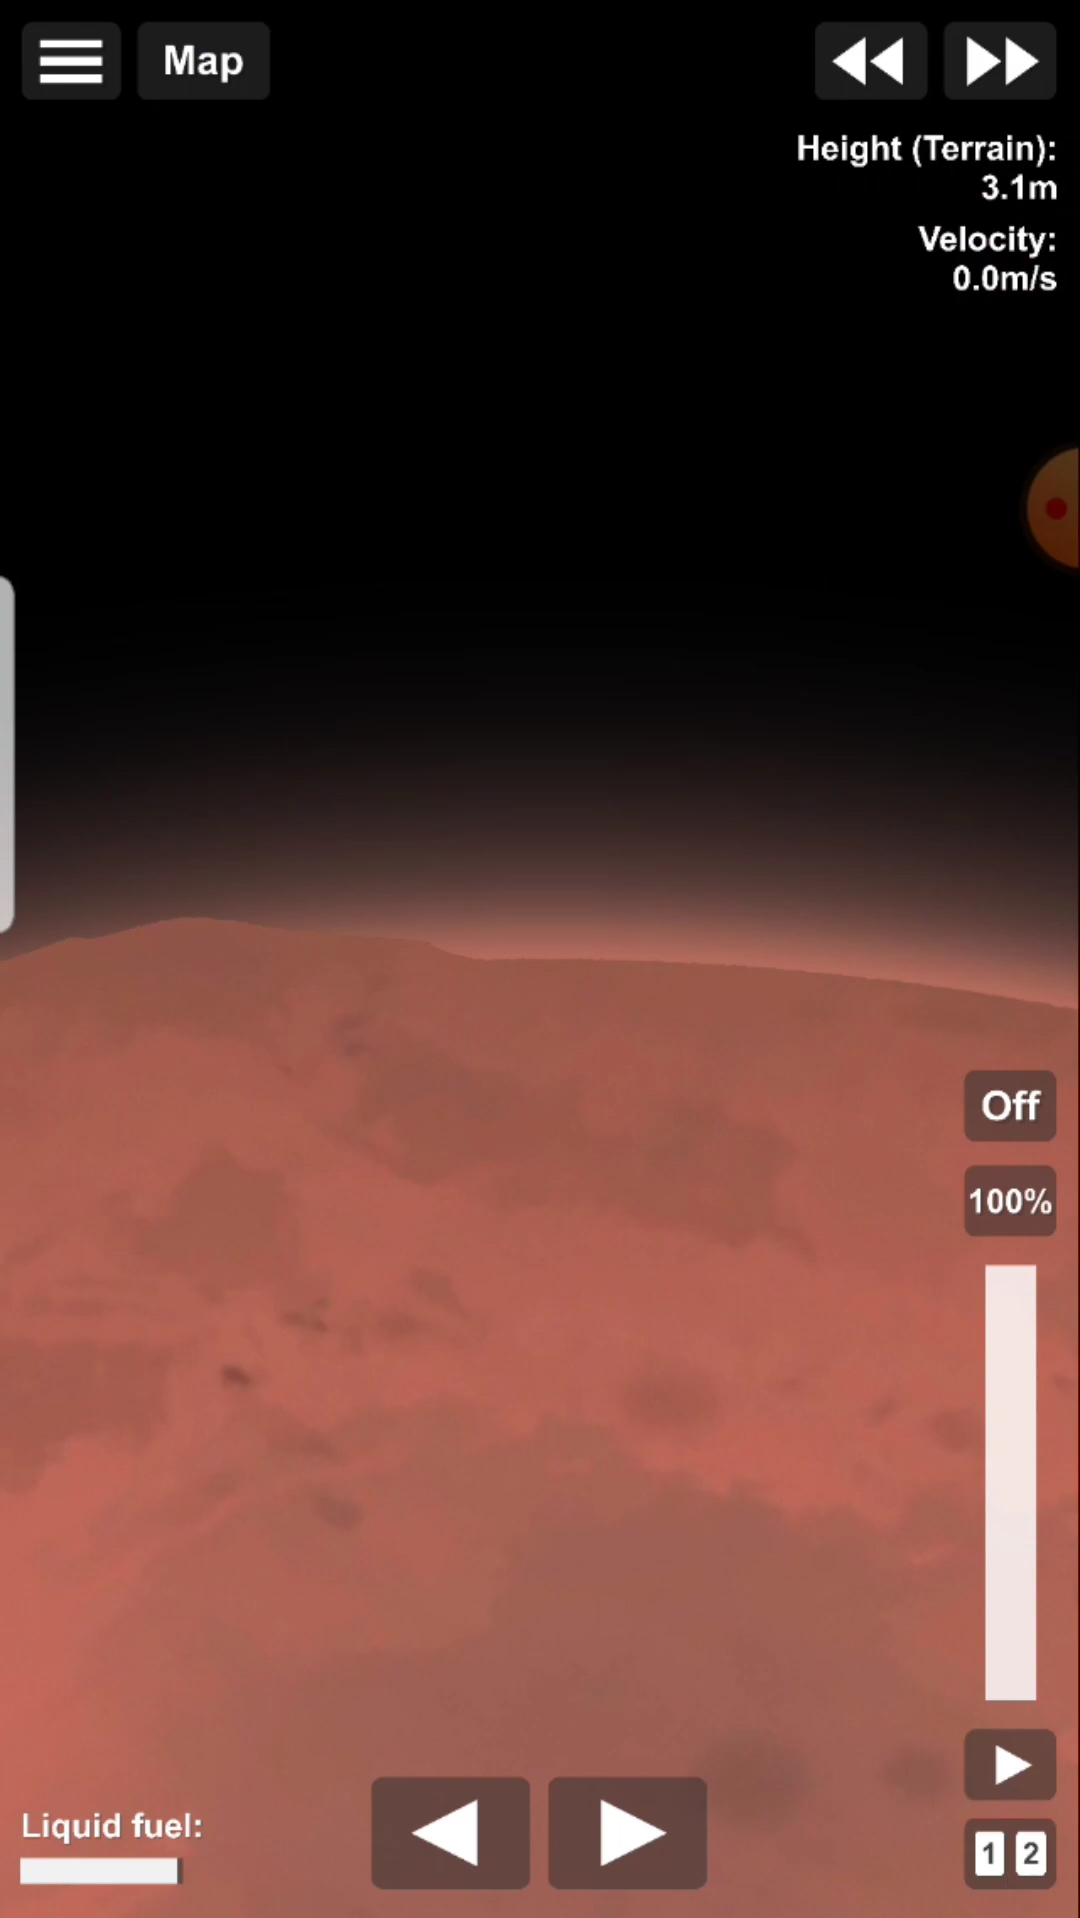 Map
Height (Terrain):
3.1m
Velocity:
0.0m/s
Off
100%
Liquid fuel:
1 2